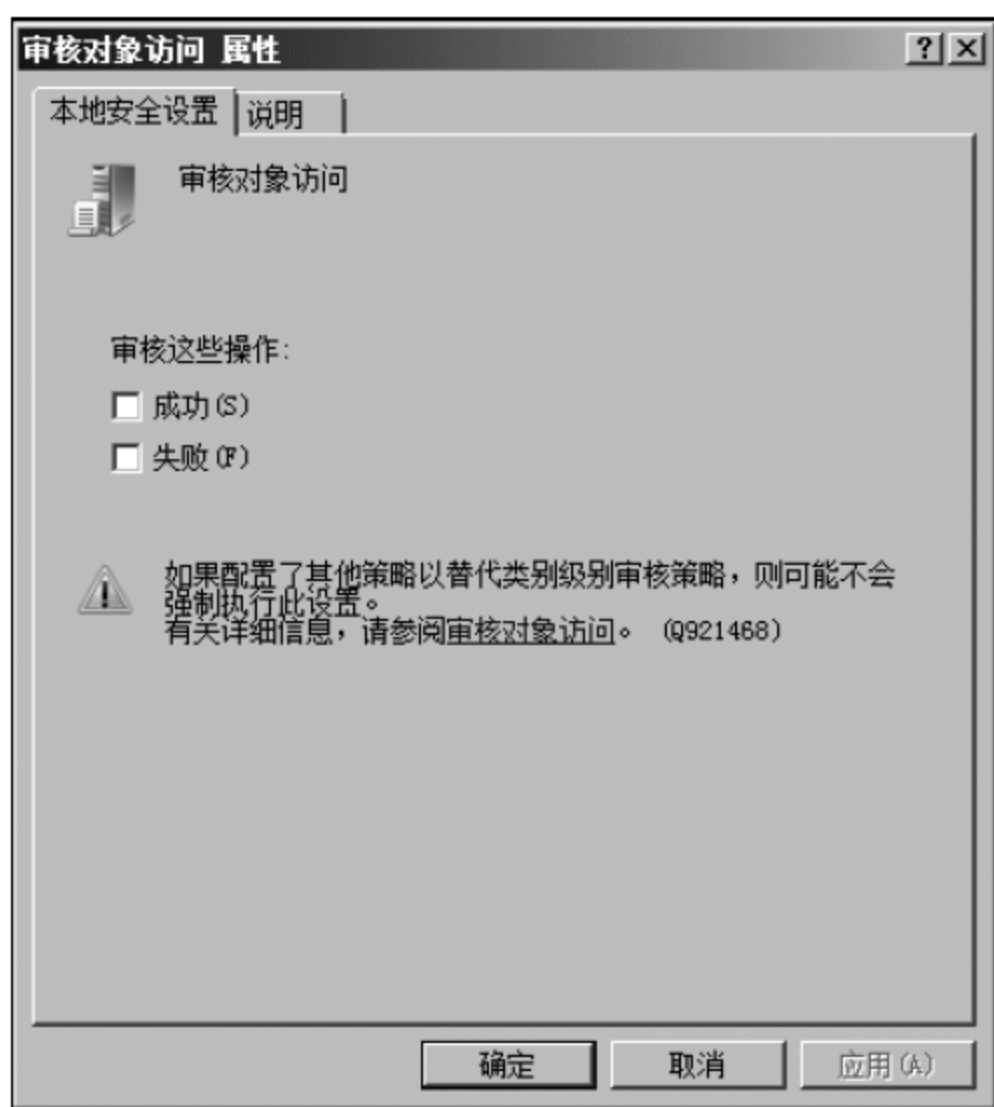 审核对象访问 属性
本地安全设置 说明
审核对象访问
审核这些操作:
成功(S)
失败(F)
如果配置了其他策略以替代类别级别审核策略，则可能不会
强制执行此设置。
有关详细信息，请参阅审核对象访问。 (Q921468)
确定 取消 应用(A)